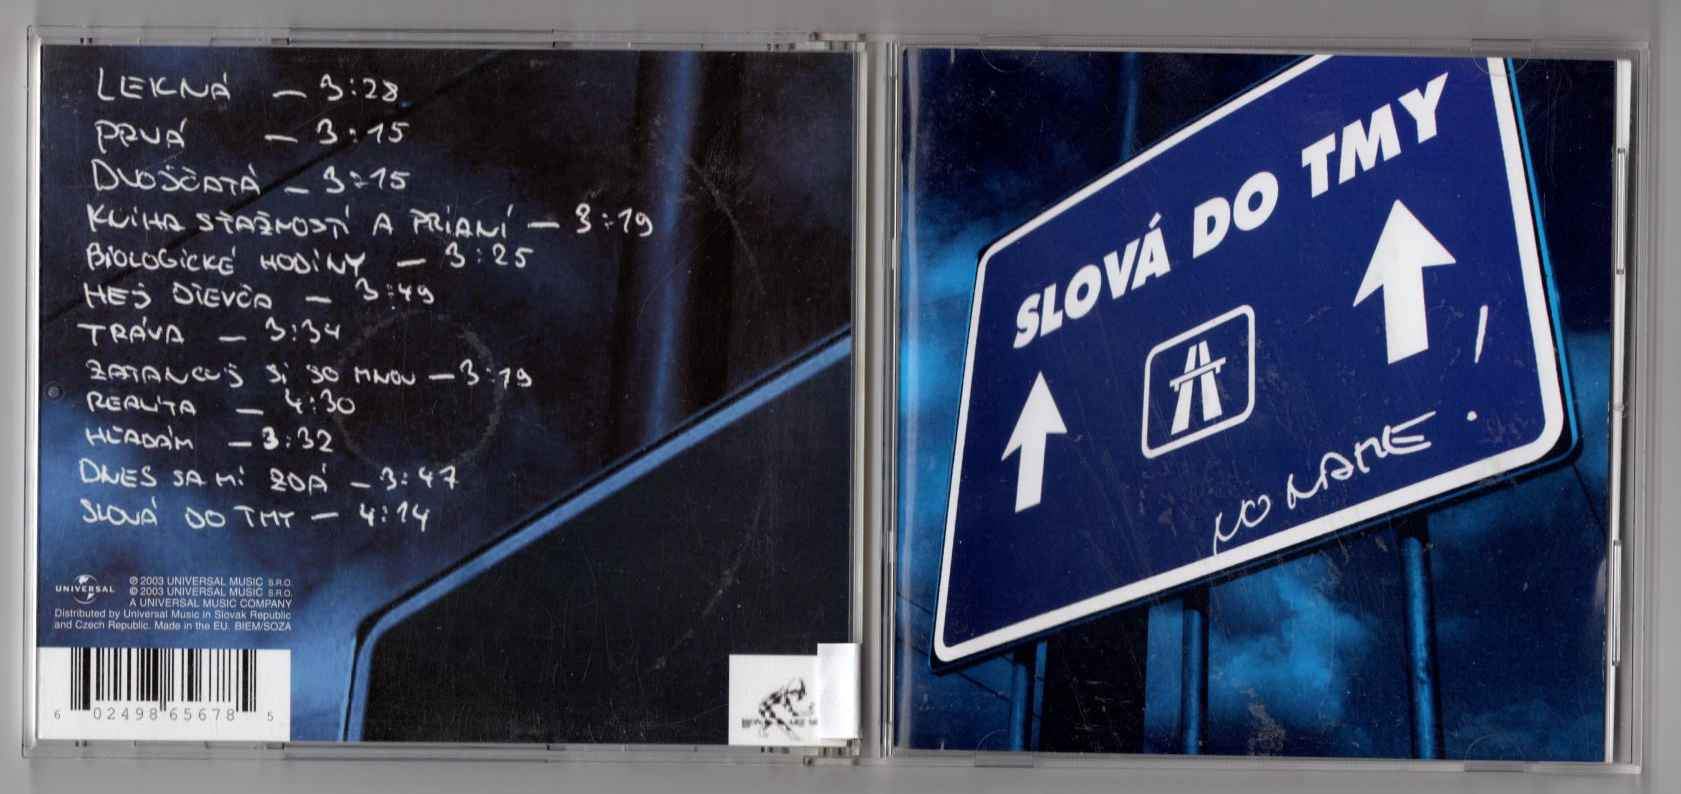 LEKNÁ – 3:28
PRVÁ – 3:15
DVOJČATÁ – 3:15
KNIHA SŤAŽNOSTÍ A PRIANÍ – 3:19
BIOLOGICKÉ HODINY – 3:25
HEJ DIEVČA – 3:49
TRÁVA – 3:34
ZATANCUJ SI SO MNOU – 3:19
REALITA – 4:30
HĽADÁM – 3:32
DNES SA MI ZDÁ – 3:47
SLOVÁ DO TMY – 4:14
UNIVERSAL
℗ 2003 UNIVERSAL MUSIC S.R.O.
© 2003 UNIVERSAL MUSIC S.R.O.
A UNIVERSAL MUSIC COMPANY
Distributed by Universal Music in Slovak Republic
and Czech Republic. Made in the EU. BIEM/SOZA
6 02498 65678 5
SLOVÁ DO TMY
NO NAME!